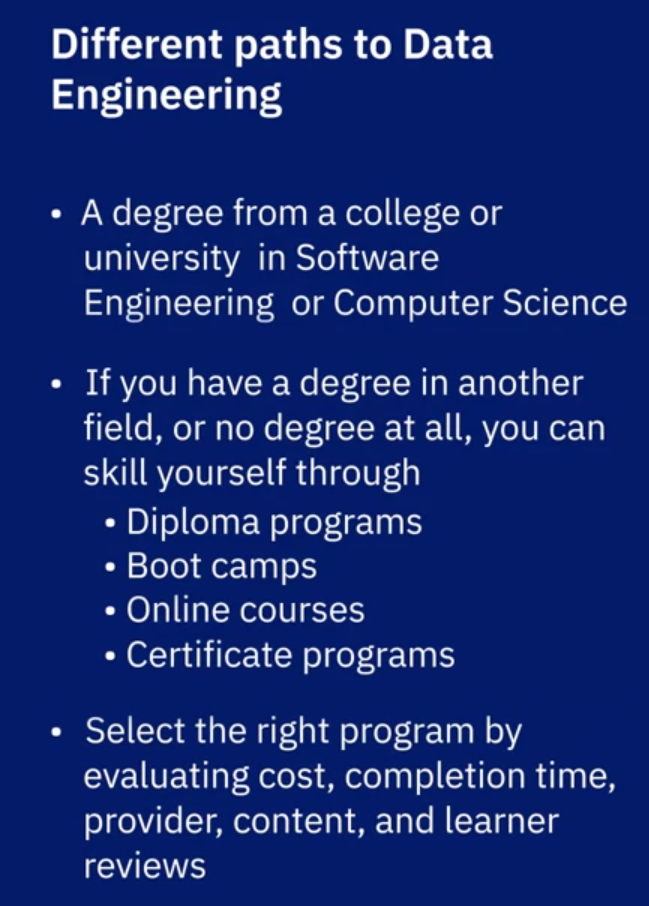 Different paths to Data
Engineering
• A degree from a college or
university in Software
Engineering or Computer Science
• If you have a degree in another
field, or no degree at all, you can
skill yourself through
• Diploma programs
• Boot camps
• Online courses
• Certificate programs
• Select the right program by
evaluating cost, completion time,
provider, content, and learner
reviews